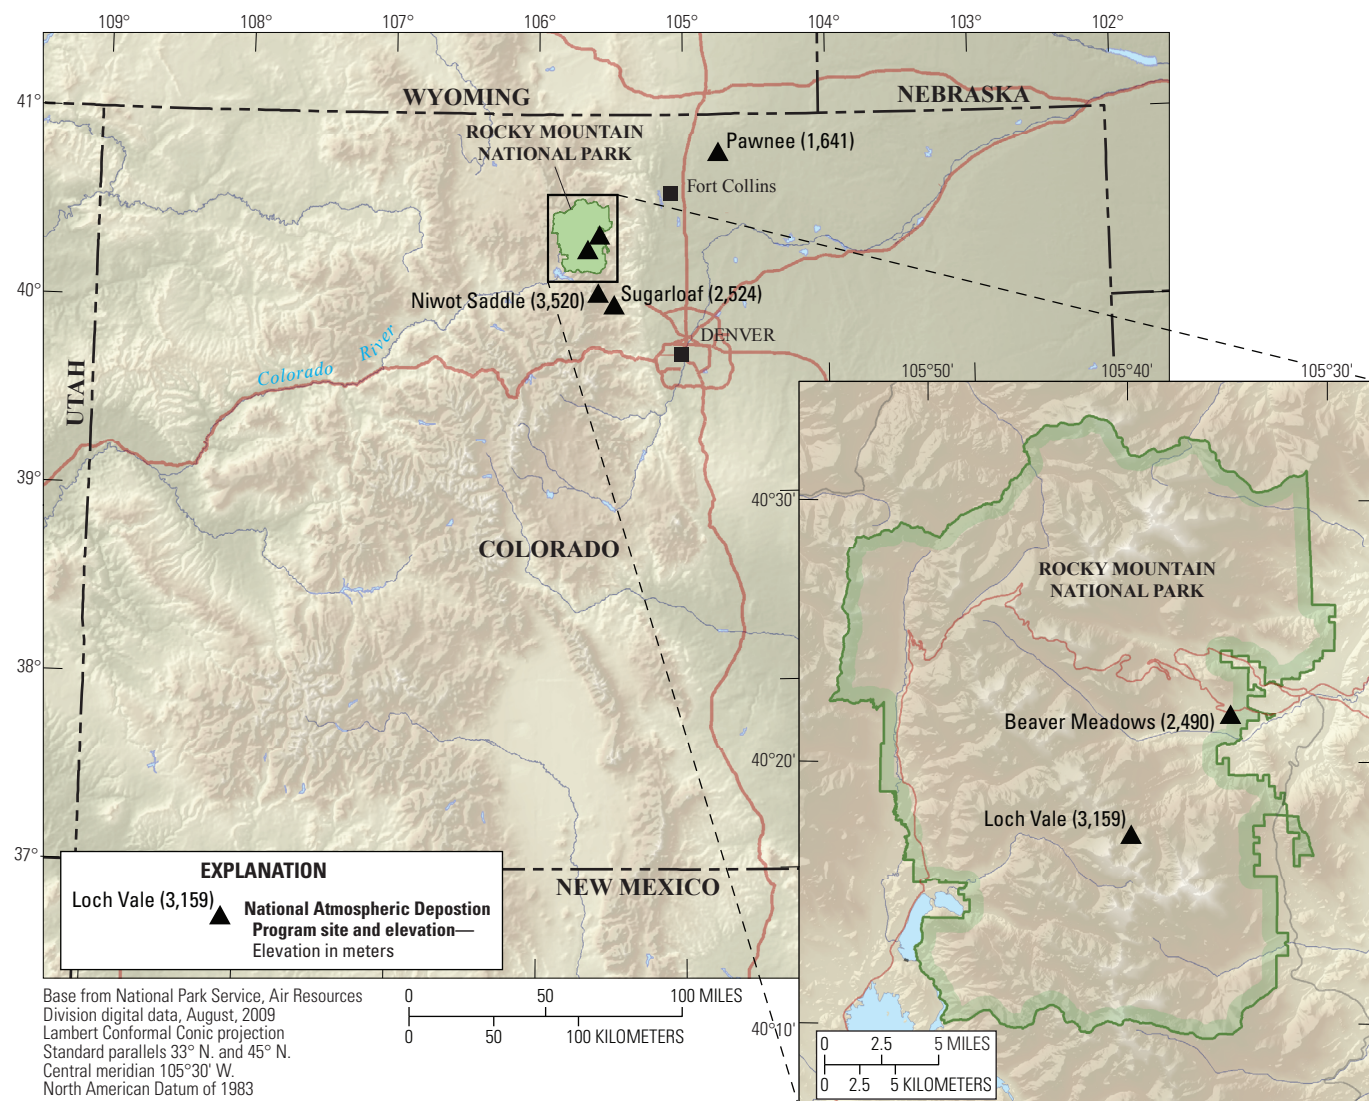 109°
108°
107°
106°
105°
104°
103°
102°
41°
40°
39°
38°
37°
WYOMING
NEBRASKA
ROCKY MOUNTAIN
NATIONAL PARK
Pawnee (1,641)
Fort Collins
Niwot Saddle (3,520)
Sugarloaf (2,524)
DENVER
Colorado
River
UTAH
COLORADO
NEW MEXICO
105°50'
105°40'
105°30'
40°30'
40°20'
40°10'
ROCKY MOUNTAIN
NATIONAL PARK
Beaver Meadows (2,490)
Loch Vale (3,159)
0
2.5
5 MILES
0
2.5
5 KILOMETERS
EXPLANATION
Loch Vale (3,159)
National Atmospheric Depostion
Program site and elevation—
Elevation in meters
Base from National Park Service, Air Resources
Division digital data, August, 2009
Lambert Conformal Conic projection
Standard parallels 33° N. and 45° N.
Central meridian 105°30' W.
North American Datum of 1983
0
50
100 MILES
0
50
100 KILOMETERS